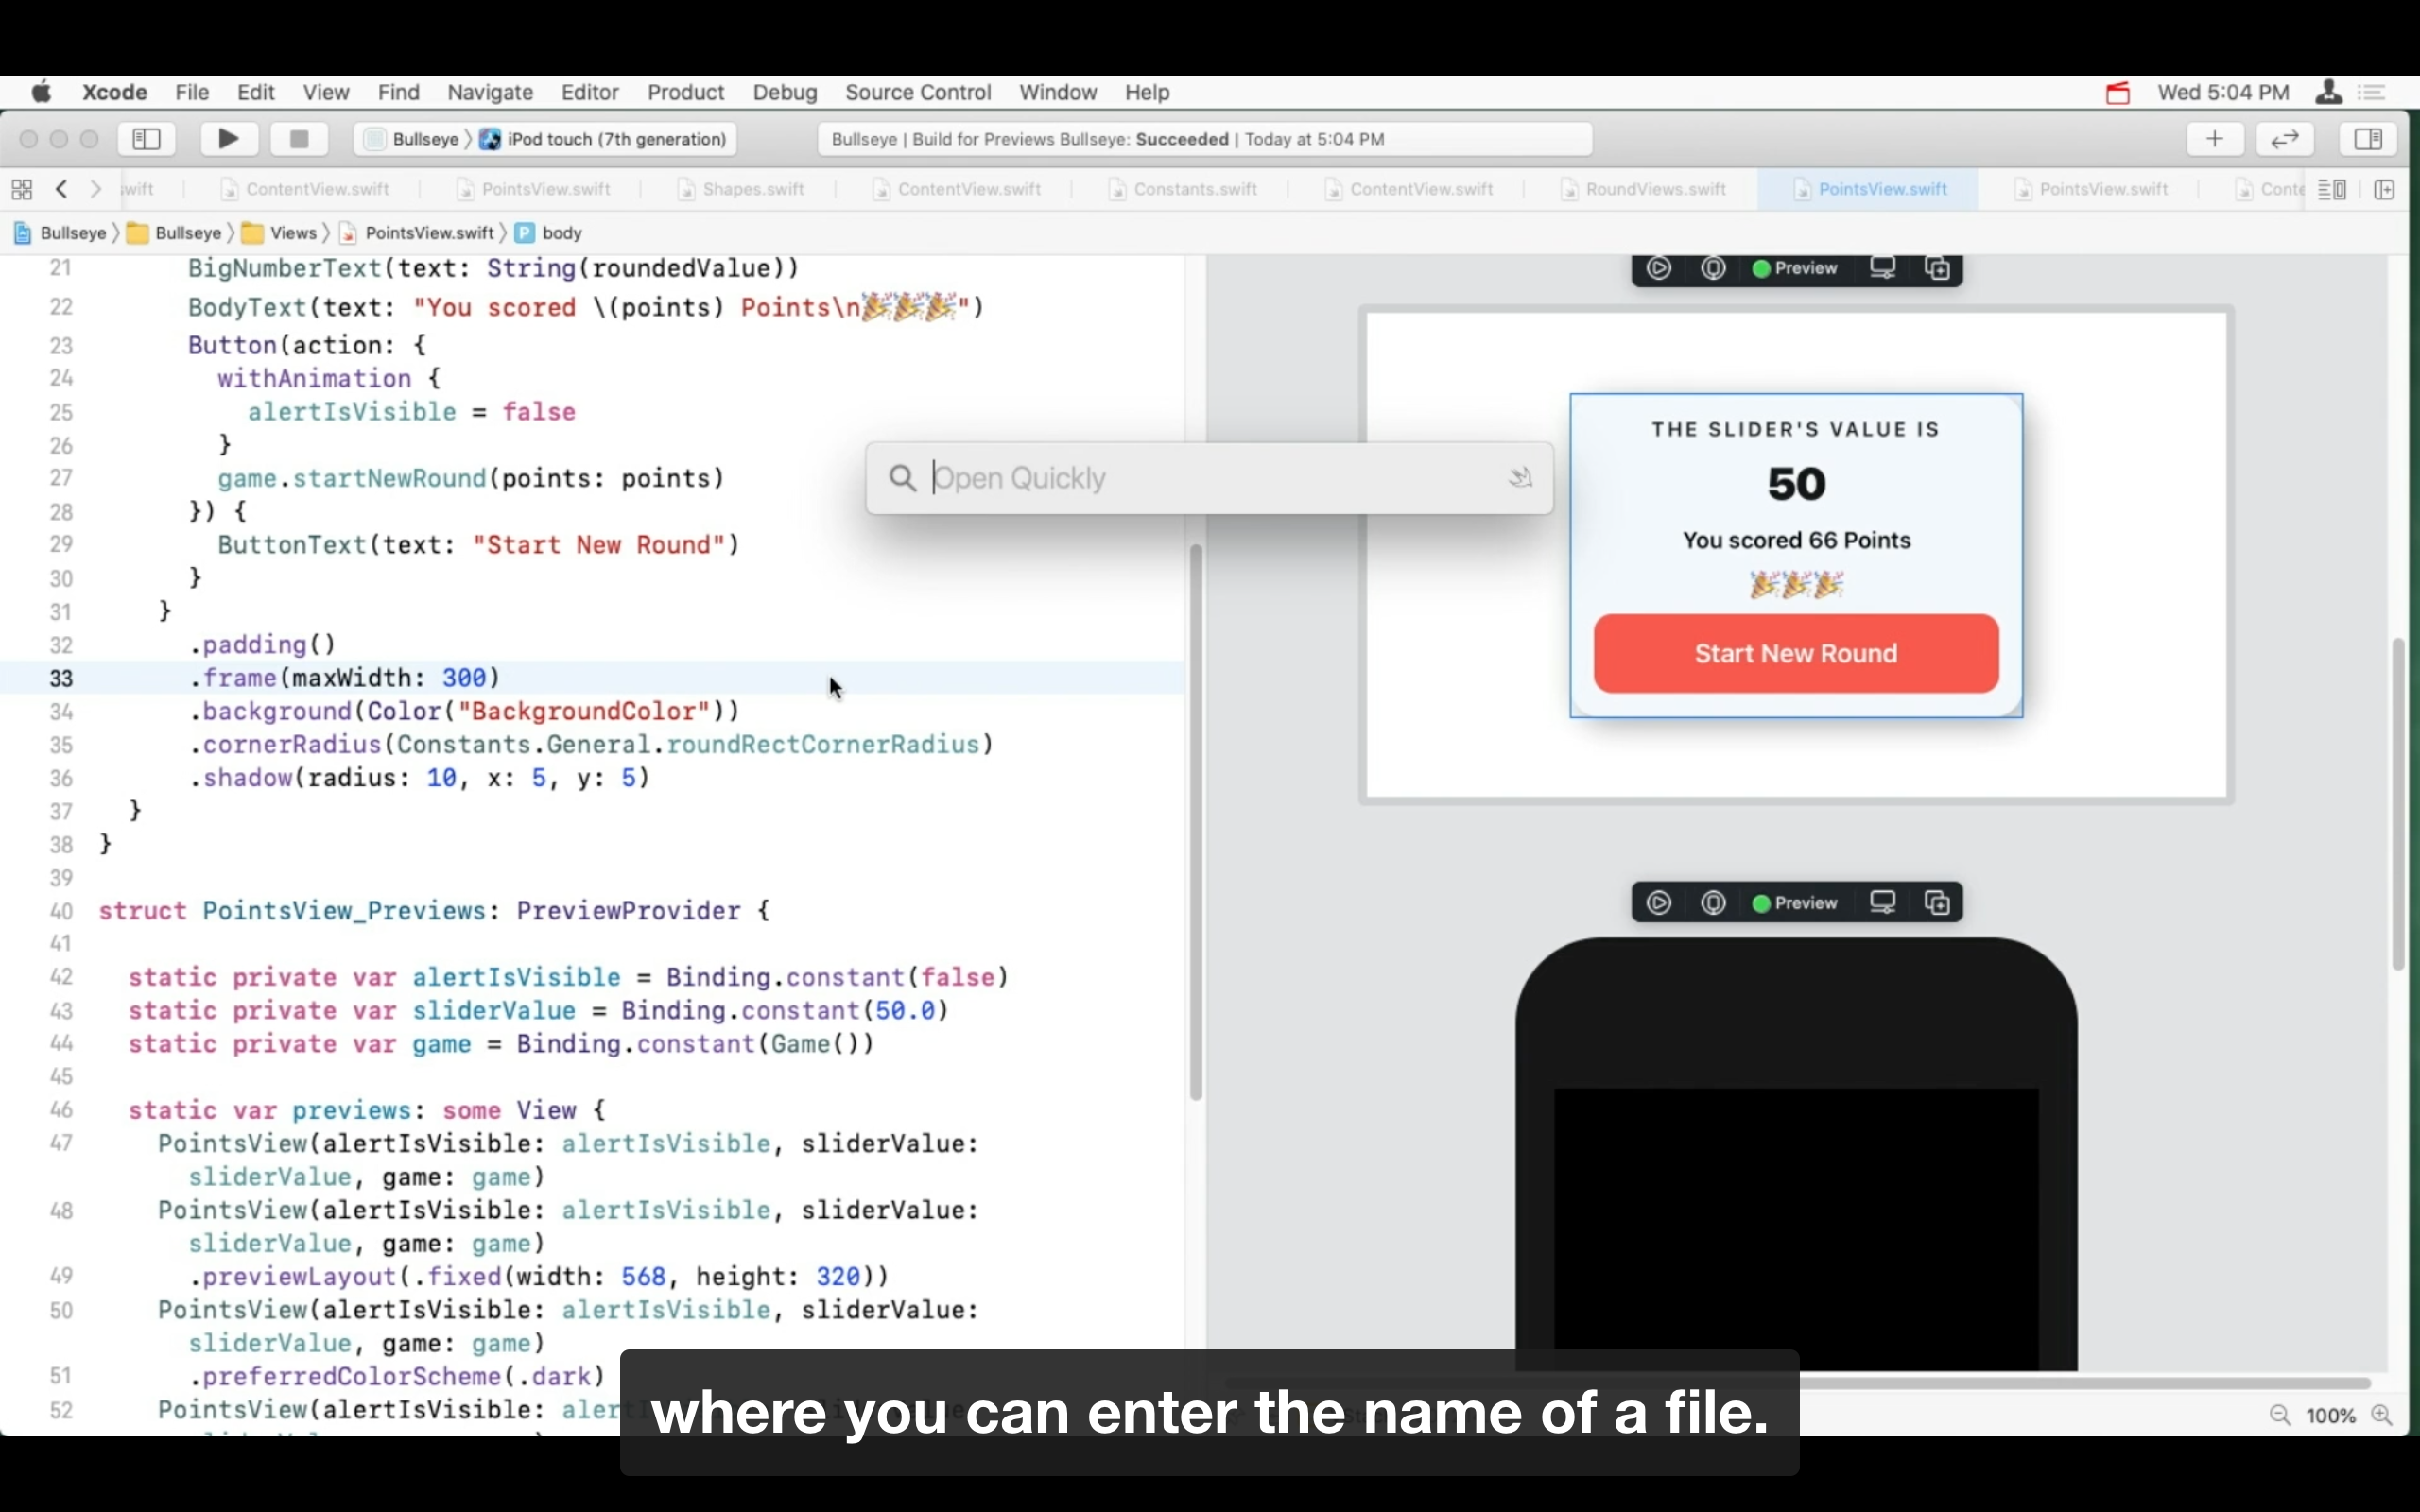 Xcode File Edit View Find Navigate Editor Product Debug Source Control Window Help Wed 5:04 PM
Bullseye iPod touch (7th generation) Bullseye | Build for Previews Bullseye: Succeeded | Today at 5:04 PM
swift ContentView.swift PointsView.swift Shapes.swift ContentView.swift Constants.swift ContentView.swift RoundViews.swift PointsView.swift PointsView.swift Conte
Bullseye Bullseye Views PointsView.swift P body
21 BigNumberText(text: String(roundedValue))
22 BodyText(text: "You scored \(points) Points\n🎉🎉🎉")
23 Button(action: {
24 withAnimation {
25 alertIsVisible = false
26 }
27 game.startNewRound(points: points)
28 }) {
29 ButtonText(text: "Start New Round")
30 }
31 }
32 .padding()
33 .frame(maxWidth: 300)
34 .background(Color("BackgroundColor"))
35 .cornerRadius(Constants.General.roundRectCornerRadius)
36 .shadow(radius: 10, x: 5, y: 5)
37 }
38 }
39
40 struct PointsView_Previews: PreviewProvider {
41
42 static private var alertIsVisible = Binding.constant(false)
43 static private var sliderValue = Binding.constant(50.0)
44 static private var game = Binding.constant(Game())
45
46 static var previews: some View {
47 PointsView(alertIsVisible: alertIsVisible, sliderValue:
sliderValue, game: game)
48 PointsView(alertIsVisible: alertIsVisible, sliderValue:
sliderValue, game: game)
49 .previewLayout(.fixed(width: 568, height: 320))
50 PointsView(alertIsVisible: alertIsVisible, sliderValue:
sliderValue, game: game)
51 .preferredColorScheme(.dark)
52 PointsView(alertIsVisible: aler
Open Quickly
Preview
THE SLIDER'S VALUE IS
50
You scored 66 Points
🎉🎉🎉
Start New Round
Preview
100%
where you can enter the name of a file.